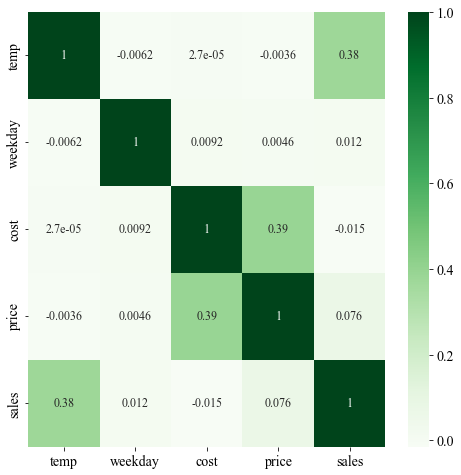 temp 1 -0.0062 2.7e-05 -0.0036 0.38
weekday -0.0062 1 0.0092 0.0046 0.012
cost 2.7e-05 0.0092 1 0.39 -0.015
price -0.0036 0.0046 0.39 1 0.076
sales 0.38 0.012 -0.015 0.076 1
temp weekday cost price sales
1.0
0.8
0.6
0.4
0.2
0.0